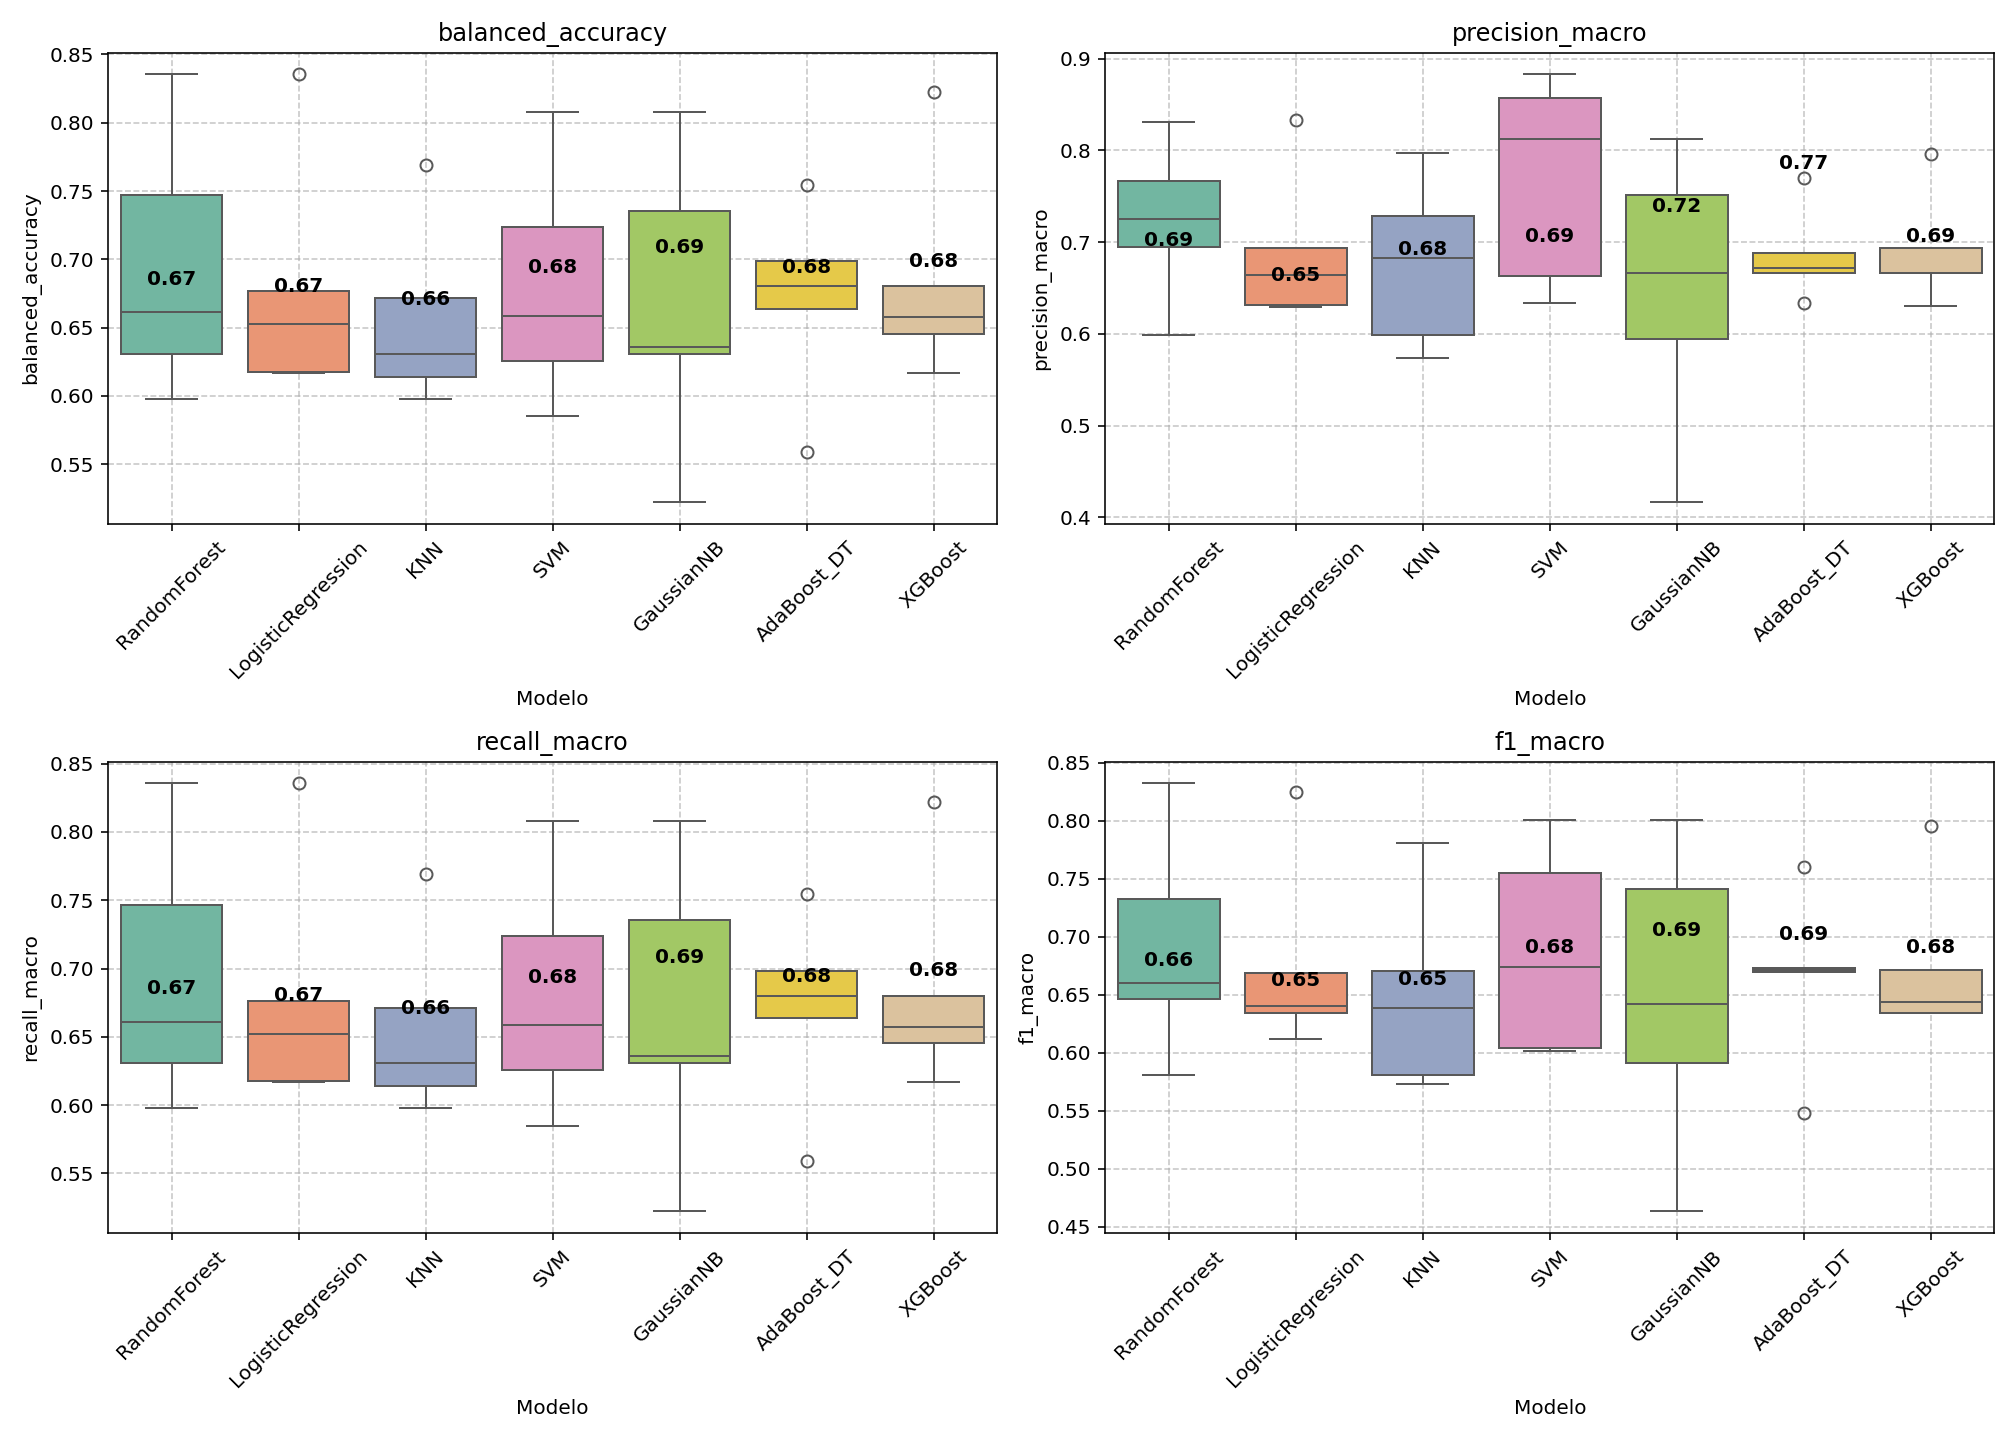 balanced_accuracy
balanced_accuracy
0.85
0.80
0.75
0.70
0.65
0.60
0.55
0.67
0.67
0.66
0.68
0.69
0.68
0.68
RandomForest
LogisticRegression
KNN
SVM
GaussianNB
AdaBoost_DT
XGBoost
Modelo
precision_macro
precision_macro
0.9
0.8
0.7
0.6
0.5
0.4
0.69
0.65
0.68
0.69
0.72
0.77
0.69
RandomForest
LogisticRegression
KNN
SVM
GaussianNB
AdaBoost_DT
XGBoost
Modelo
recall_macro
recall_macro
0.85
0.80
0.75
0.70
0.65
0.60
0.55
0.67
0.67
0.66
0.68
0.69
0.68
0.68
RandomForest
LogisticRegression
KNN
SVM
GaussianNB
AdaBoost_DT
XGBoost
Modelo
f1_macro
f1_macro
0.85
0.80
0.75
0.70
0.65
0.60
0.55
0.50
0.45
0.66
0.65
0.65
0.68
0.69
0.69
0.68
RandomForest
LogisticRegression
KNN
SVM
GaussianNB
AdaBoost_DT
XGBoost
Modelo